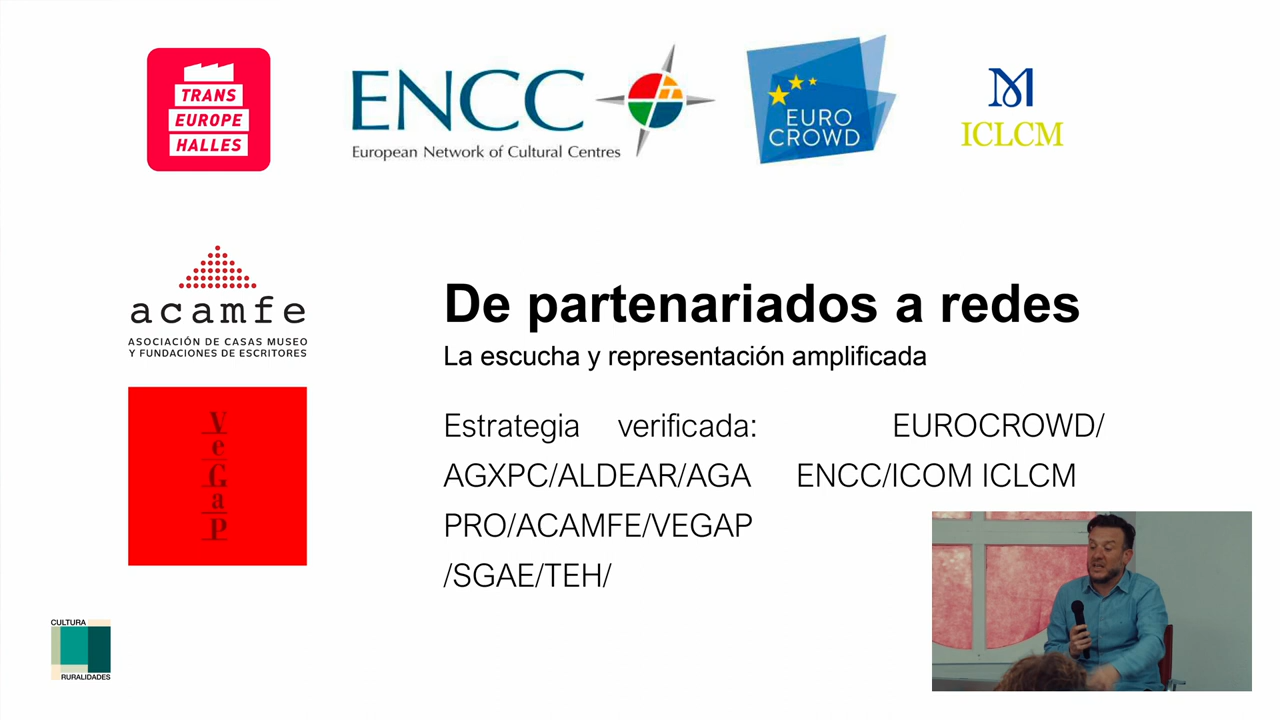 TRANS
EUROPE
HALLES
ENCC
European Network of Cultural Centres
EURO
CROWD
ICLCM
acamfe
ASOCIACIÓN DE CASAS MUSEO
Y FUNDACIONES DE ESCRITORES
VeGaP
De partenariados a redes
La escucha y representación amplificada
Estrategia verificada: EUROCROWD/
AGXPC/ALDEAR/AGA ENCC/ICOM ICLCM
PRO/ACAMFE/VEGAP
/SGAE/TEH/
CULTURA
RURALIDADES